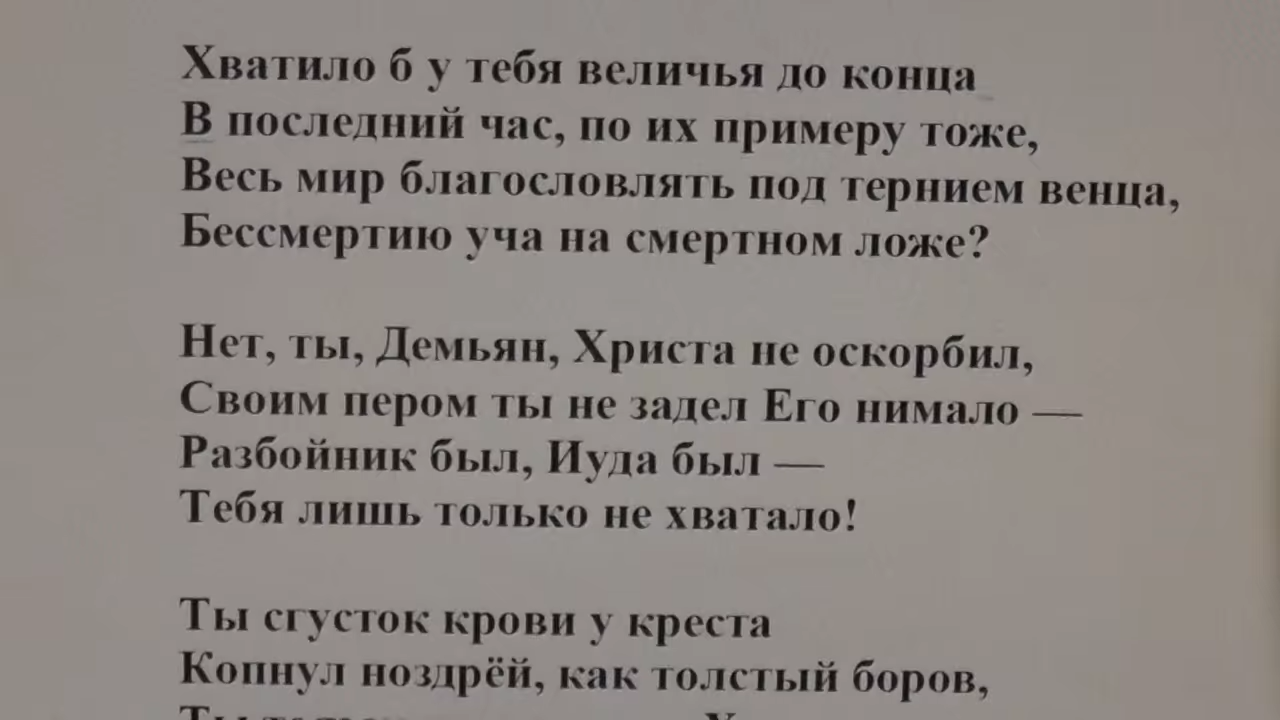 Хватило б у тебя величья до конца
В последний час, по их примеру тоже,
Весь мир благословлять под тернием венца,
Бессмертию уча на смертном ложе?
Нет, ты, Демьян, Христа не оскорбил,
Своим пером ты не задел Его нимало —
Разбойник был, Иуда был —
Тебя лишь только не хватало!
Ты сгусток крови у креста
Копнул ноздрёй, как толстый боров,